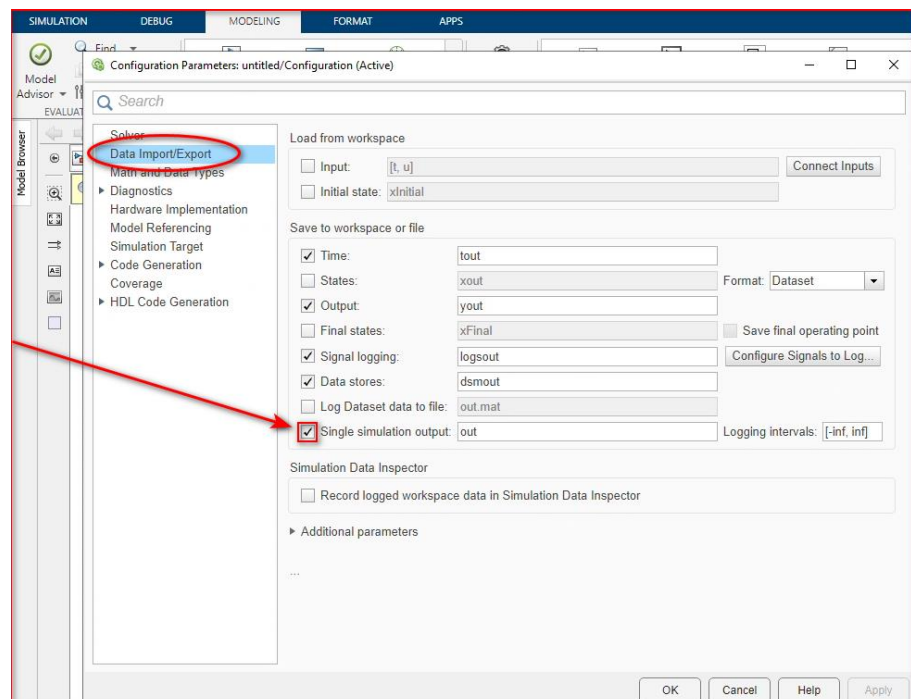 SIMULATION DEBUG MODELING FORMAT APPS
Find
Model
Advisor
Configuration Parameters: untitled/Configuration (Active)
Search
Model Browser
Solver
Data Import/Export
Math and Data Types
Diagnostics
Hardware Implementation
Model Referencing
Simulation Target
Code Generation
Coverage
HDL Code Generation
Load from workspace
Input: [t, u] Connect Inputs
Initial state: xInitial
Save to workspace or file
Time: tout
States: xout Format: Dataset
Output: yout
Final states: xFinal Save final operating point
Signal logging: logsout Configure Signals to Log...
Data stores: dsmout
Log Dataset data to file: out.mat
Single simulation output: out Logging intervals: [-inf, inf]
Simulation Data Inspector
Record logged workspace data in Simulation Data Inspector
Additional parameters
...
OK Cancel Help Apply